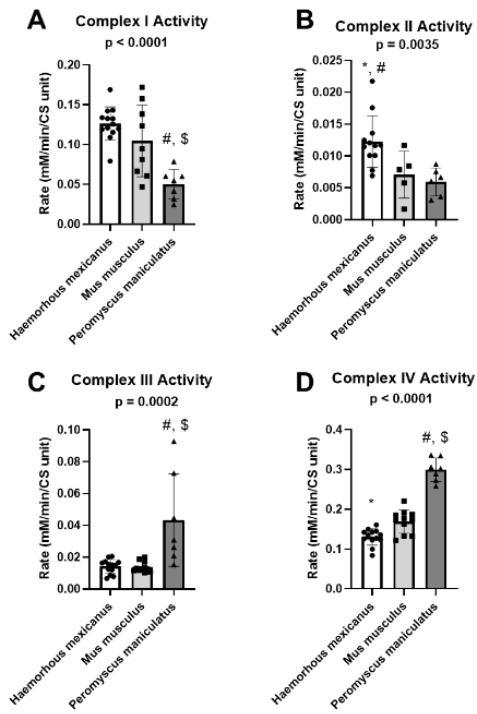 A
Complex I Activity
p < 0.0001
Rate (mM/min/CS unit)
0.20
0.15
0.10
0.05
0.00
#, $
Haemorhous mexicanus
Mus musculus
Peromyscus maniculatus
B
Complex II Activity
p = 0.0035
Rate (mM/min/CS unit)
0.025
0.020
0.015
0.010
0.005
0.000
*, #
Haemorhous mexicanus
Mus musculus
Peromyscus maniculatus
C
Complex III Activity
p = 0.0002
Rate (mM/min/CS unit)
0.10
0.08
0.06
0.04
0.02
0.00
#, $
Haemorhous mexicanus
Mus musculus
Peromyscus maniculatus
D
Complex IV Activity
p < 0.0001
Rate (mM/min/CS unit)
0.4
0.3
0.2
0.1
0.0
*
#, $
Haemorhous mexicanus
Mus musculus
Peromyscus maniculatus